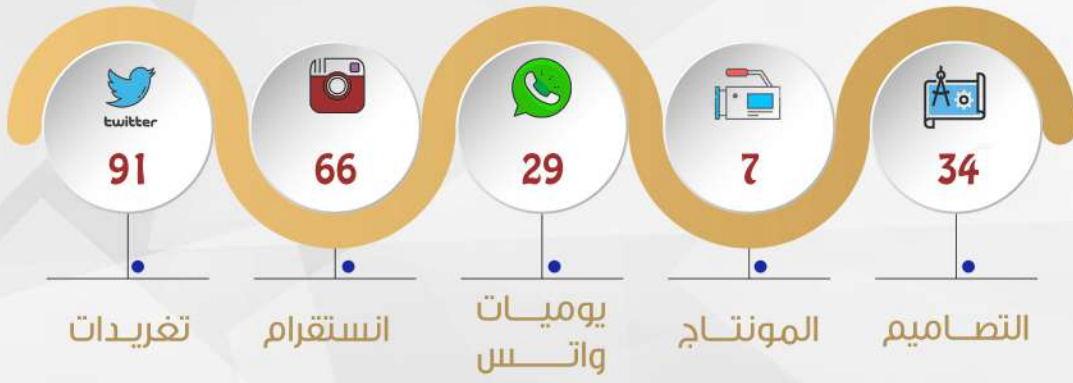 34
التصاميم
7
المونتاج
29
يوميات
واتس
66
انستقرام
twitter
91
تغريدات